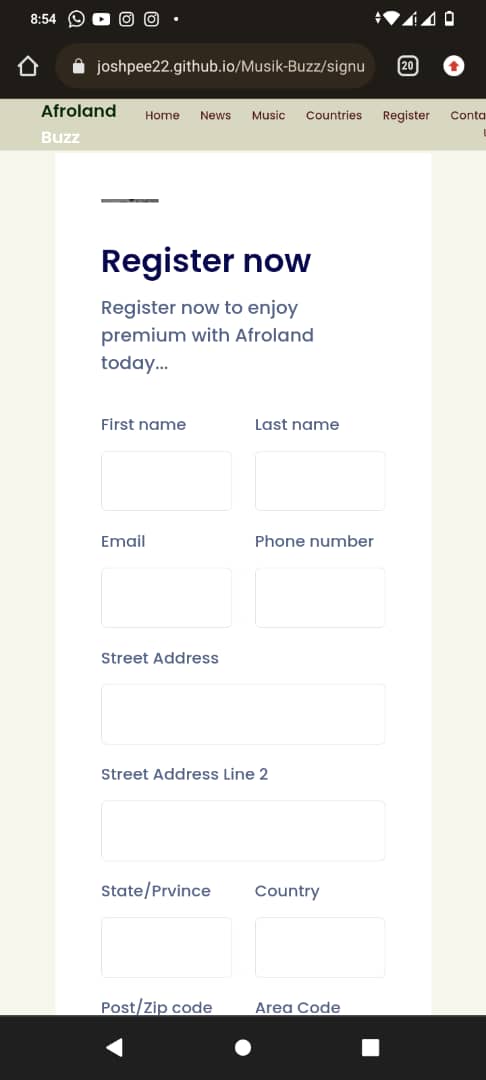 8:54
20
joshpee22.github.io/Musik-Buzz/signu
Afroland
Buzz
Home News Music Countries Register Conta
Register now
Register now to enjoy
premium with Afroland
today...
First name Last name
Email Phone number
Street Address
Street Address Line 2
State/Prvince Country
Post/Zip code Area Code